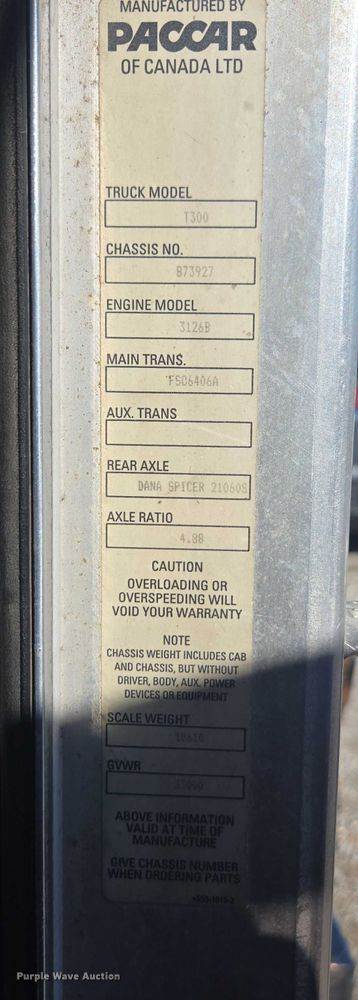 MANUFACTURED BY
PACCAR
OF CANADA LTD
TRUCK MODEL
T300
CHASSIS NO.
873927
ENGINE MODEL
3126B
MAIN TRANS.
FSO6406A
AUX. TRANS
REAR AXLE
DANA SPICER 21060S
AXLE RATIO
4.88
CAUTION
OVERLOADING OR
OVERSPEEDING WILL
VOID YOUR WARRANTY
NOTE
CHASSIS WEIGHT INCLUDES CAB
AND CHASSIS, BUT WITHOUT
DRIVER, BODY, AUX. POWER
DEVICES OR EQUIPMENT
SCALE WEIGHT
GVWR
ABOVE INFORMATION
VALID AT TIME OF
MANUFACTURE
GIVE CHASSIS NUMBER
WHEN ORDERING PARTS
Purple Wave Auction